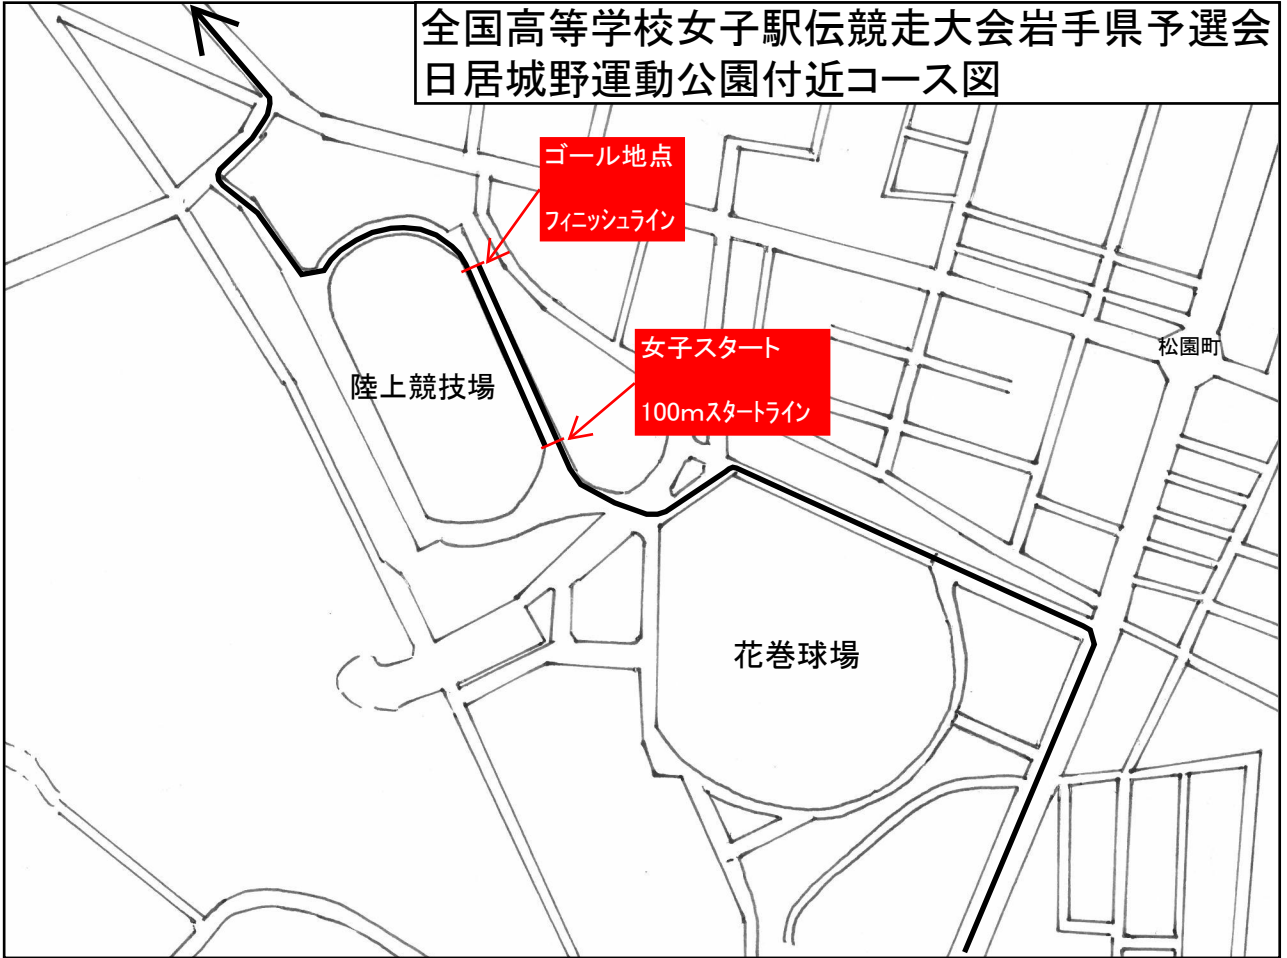 全国高等学校女子駅伝競走大会岩手県予選会
日居城野運動公園付近コース図
ゴール地点
フィニッシュライン
女子スタート
100mスタートライン
松園町
陸上競技場
花巻球場